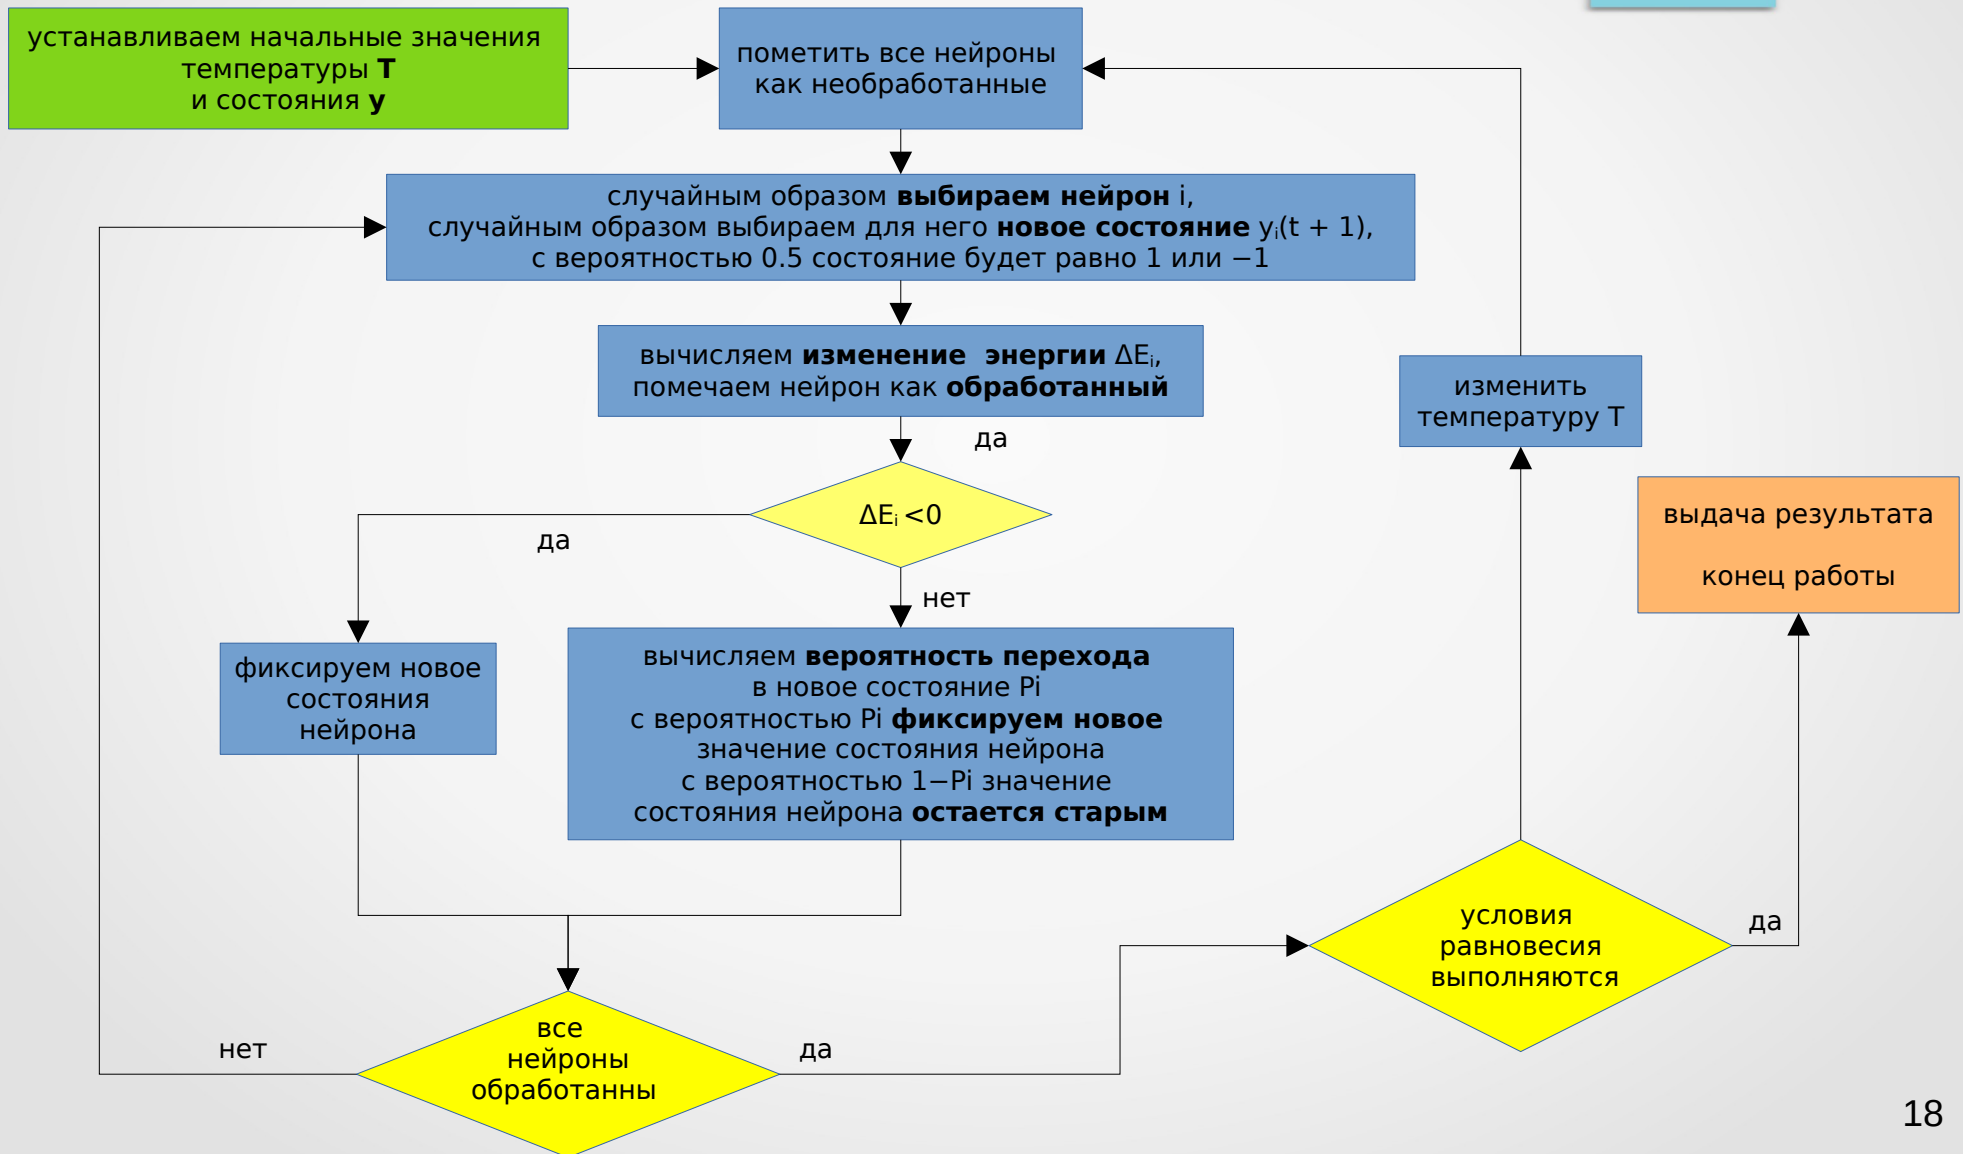 устанавливаем начальные значения
температуры T
и состояния y
пометить все нейроны
как необработанные
случайным образом выбираем нейрон i,
случайным образом выбираем для него новое состояние yᵢ(t + 1),
с вероятностью 0.5 состояние будет равно 1 или −1
вычисляем изменение  энергии ΔEᵢ,
помечаем нейрон как обработанный
да
ΔEᵢ <0
да
нет
фиксируем новое
состояния
нейрона
вычисляем вероятность перехода
в новое состояние Pi
с вероятностью Pi фиксируем новое
значение состояния нейрона
с вероятностью 1−Pi значение
состояния нейрона остается старым
все
нейроны
обработанны
нет
да
условия
равновесия
выполняются
да
изменить
температуру T
выдача результата
конец работы
18